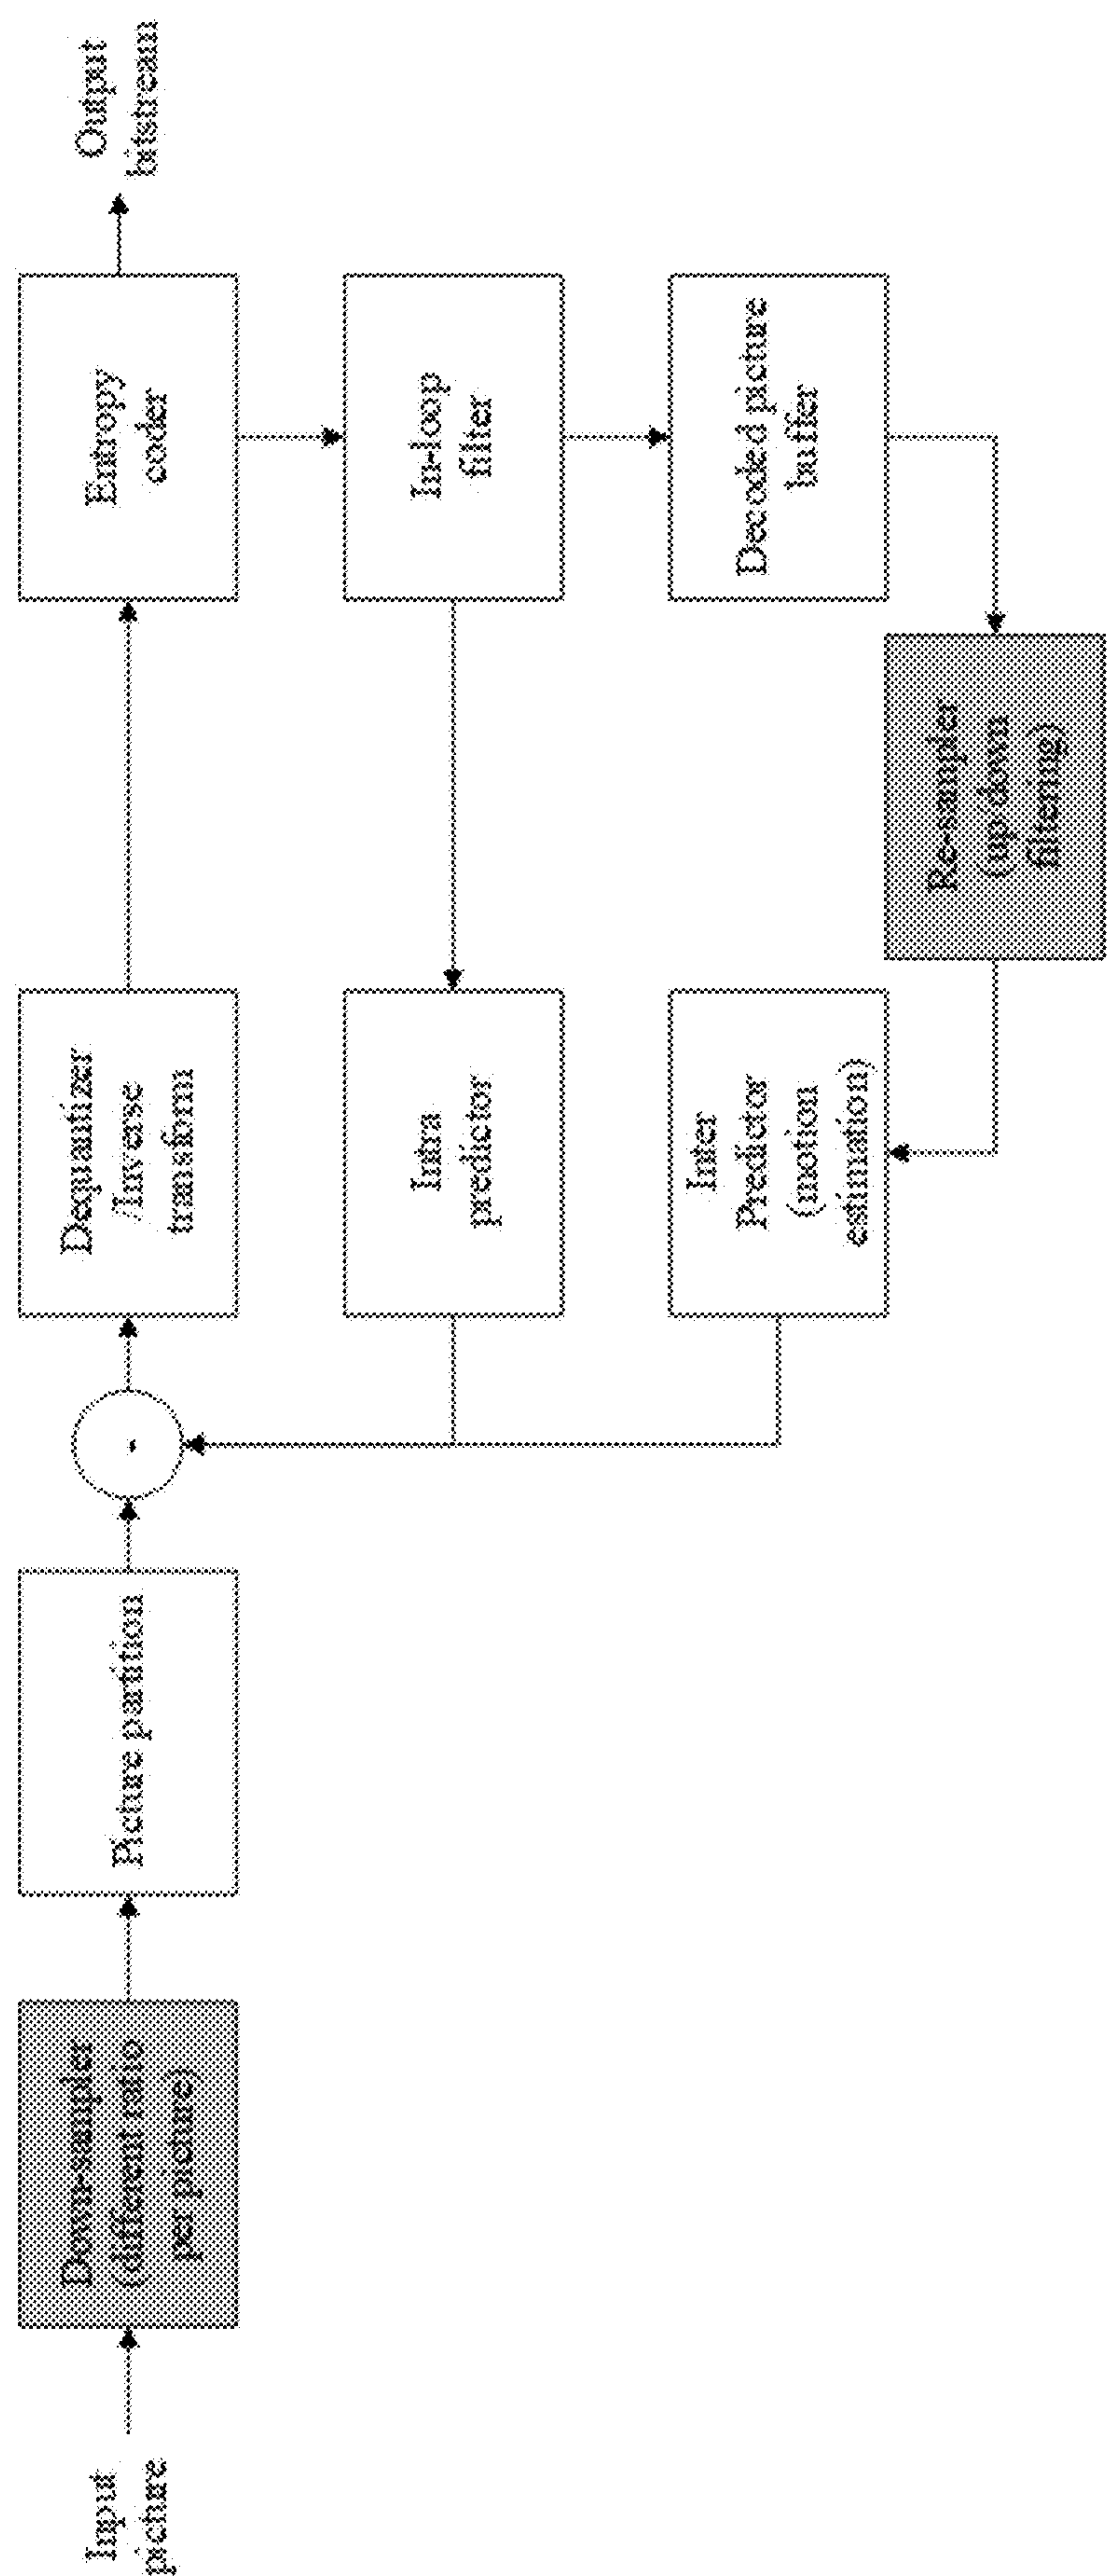 Input
picture
Down-sampler
(different ratio
per picture)
Picture partition
-
Dequantizer
/Inverse
transform
Entropy
coder
Output
bitstream
Intra
predictor
In-loop
filter
Inter
Predictor
(motion
estimation)
Decoded picture
buffer
Re-sampler
(up/down
filtering)